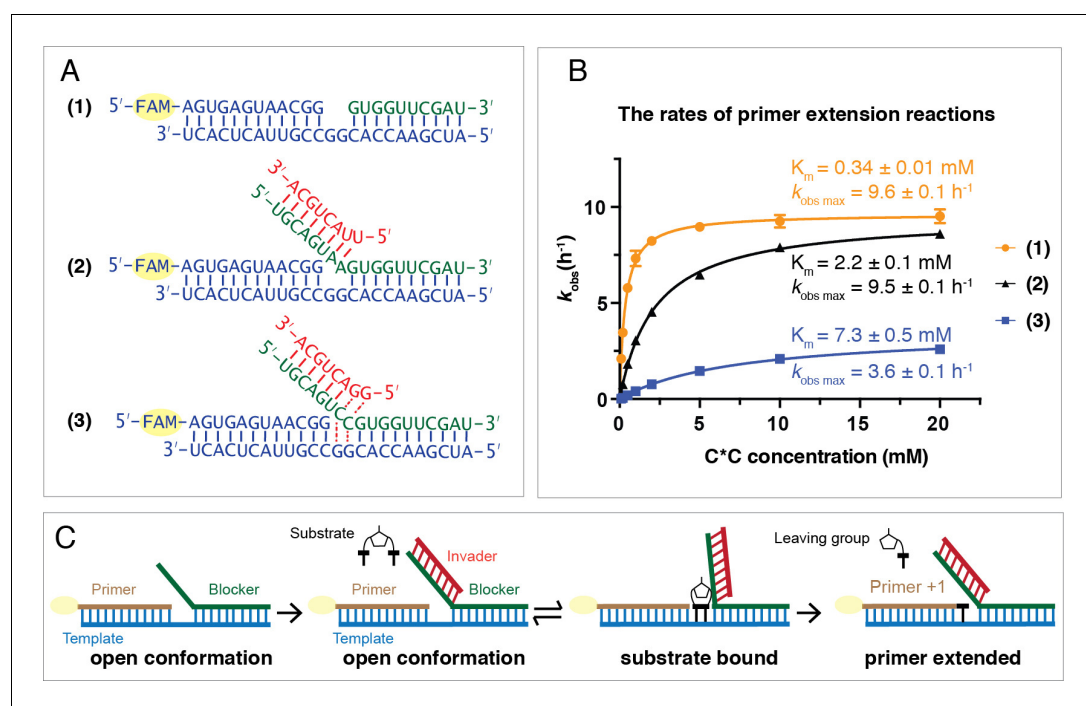 A
(1) 5′-FAM-AGUGAGUAACGG GUGGUUCGAU-3′
3′-UCACUCAUUGCCGGCACCAAGCUA-5′
3′-ACGUCAUU-5′
5′-UGCAGUA
(2) 5′-FAM-AGUGAGUAACGG AGUGGUUCGAU-3′
3′-UCACUCAUUGCCGGCACCAAGCUA-5′
3′-ACGUCAGG-5′
5′-UGCAGUC
(3) 5′-FAM-AGUGAGUAACGG CGUGGUUCGAU-3′
3′-UCACUCAUUGCCGGCACCAAGCUA-5′
B
The rates of primer extension reactions
Km = 0.34 ± 0.01 mM
kobs max = 9.6 ± 0.1 h-1
Km = 2.2 ± 0.1 mM
kobs max = 9.5 ± 0.1 h-1
Km = 7.3 ± 0.5 mM
kobs max = 3.6 ± 0.1 h-1
(1)
(2)
(3)
kobs(h-1)
10
5
0
0 5 10 15 20
C*C concentration (mM)
C
Primer
Blocker
Template
open conformation
Substrate
Invader
Primer
Blocker
Template
open conformation
substrate bound
Leaving group
Primer +1
primer extended